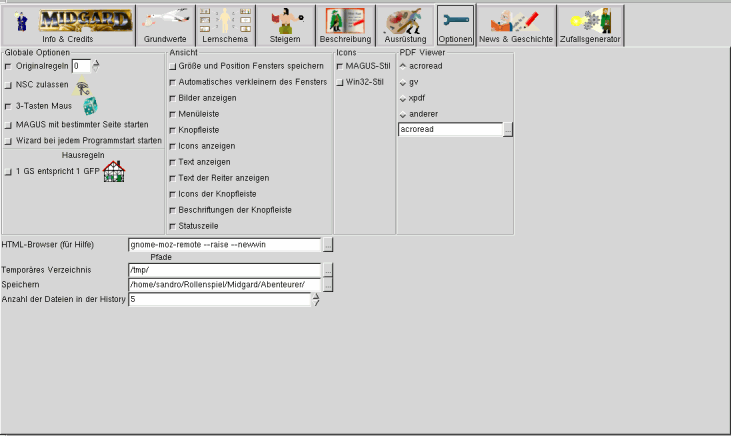 MIDGARD
Info & Credits
Grundwerte
Lernschema
Steigern
Beschreibung
Ausrüstung
Optionen
News & Geschichte
Zufallsgenerator
Globale Optionen
Originalregeln 0
NSC zulassen
3-Tasten Maus
MAGUS mit bestimmter Seite starten
Wizard bei jedem Programmstart starten
Hausregeln
1 GS entspricht 1 GFP
Ansicht
Größe und Position Fensters speichern
Automatisches verkleinern des Fensters
Bilder anzeigen
Menüleiste
Knopfleiste
Icons anzeigen
Text anzeigen
Text der Reiter anzeigen
Icons der Knopfleiste
Beschriftungen der Knopfleiste
Statuszeile
Icons
MAGUS-Stil
Win32-Stil
PDF Viewer
acroread
gv
xpdf
anderer
acroread ...
HTML-Browser (für Hilfe) gnome-moz-remote --raise --newwin ...
Pfade
Temporäres Verzeichnis /tmp/ ...
Speichern /home/sandro/Rollenspiel/Midgard/Abenteurer/ ...
Anzahl der Dateien in der History 5